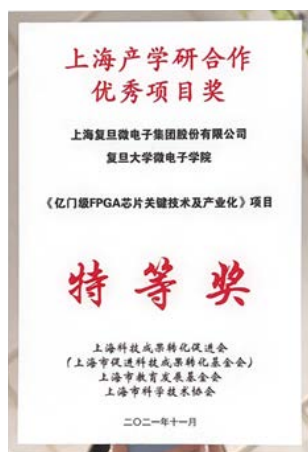 上海产学研合作
优秀项目奖
上海复旦微电子集团股份有限公司
复旦大学微电子学院
《亿门级FPGA芯片关键技术及产业化》项目
特等奖
上海科技成果转化促进会
(上海市促进科技成果转化基金会)
上海市教育发展基金会
上海市科学技术协会
二〇二一年十一月